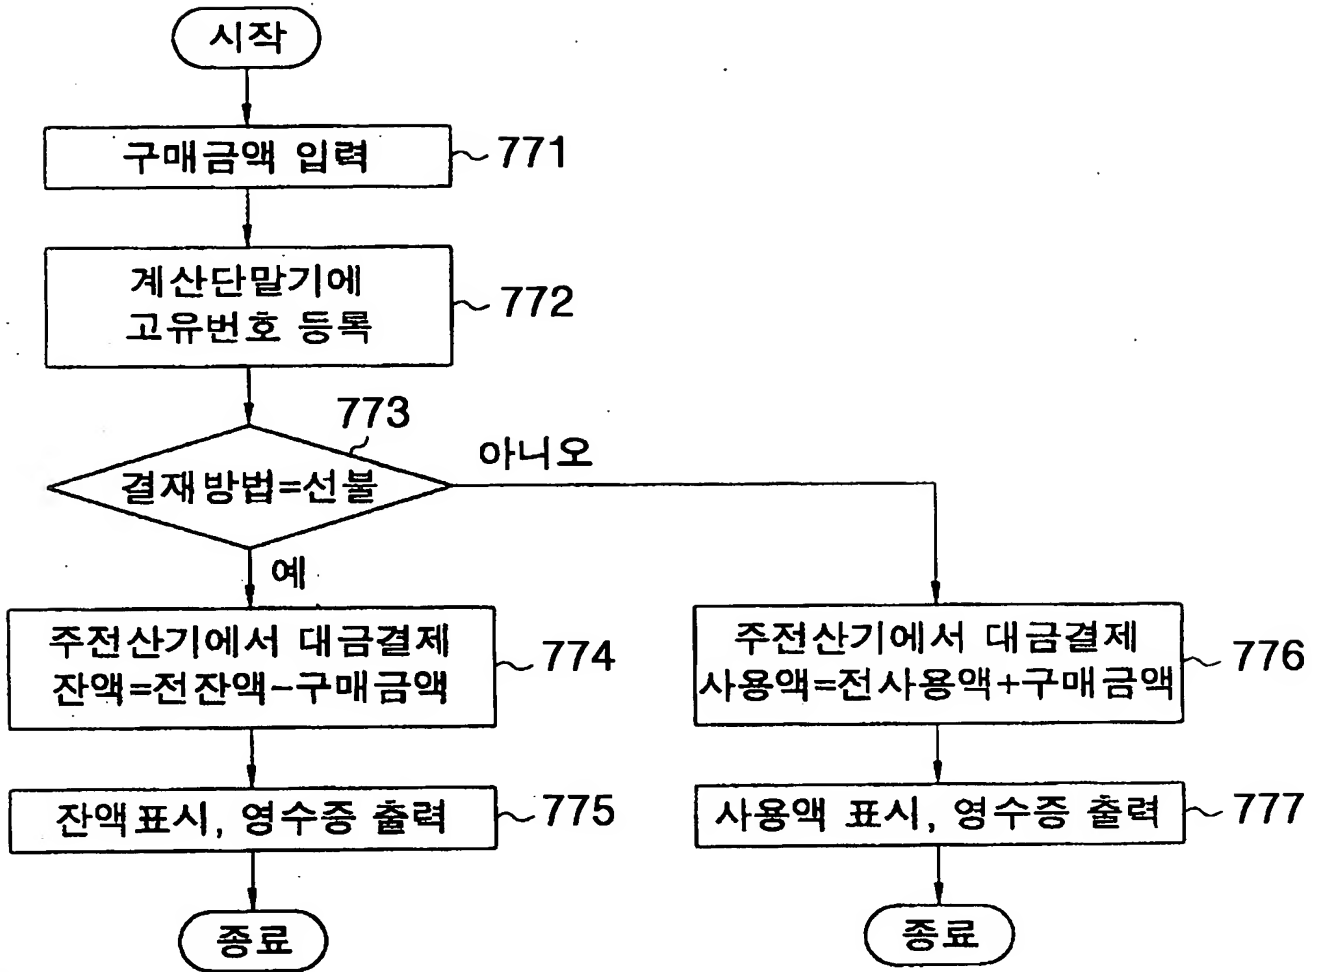 시작
구매금액 입력
771
계산단말기에
고유번호 등록
772
773
결재방법=선불
아니오
예
주전산기에서 대금결제
잔액=전잔액-구매금액
774
주전산기에서 대금결제
사용액=전사용액+구매금액
776
잔액표시, 영수증 출력
775
사용액 표시, 영수증 출력
777
종료
종료